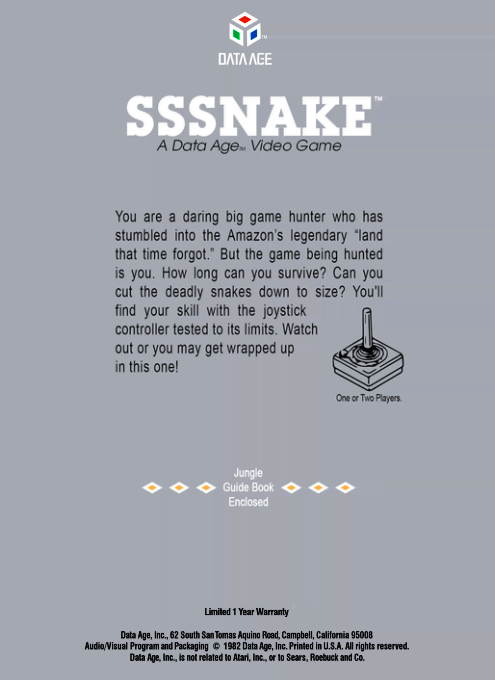 TM
DATA AGE
SSSNAKE™
A Data Age™ Video Game
You are a daring big game hunter who has
stumbled into the Amazon's legendary “land
that time forgot.” But the game being hunted
is you. How long can you survive? Can you
cut the deadly snakes down to size? You'll
find your skill with the joystick
controller tested to its limits. Watch
out or you may get wrapped up
in this one!
One or Two Players.
Jungle
Guide Book
Enclosed
Limited 1 Year Warranty
Data Age, Inc., 62 South San Tomas Aquino Road, Campbell, California 95008
Audio/Visual Program and Packaging © 1982 Data Age, Inc. Printed in U.S.A. All rights reserved.
Data Age, Inc., is not related to Atari, Inc., or to Sears, Roebuck and Co.